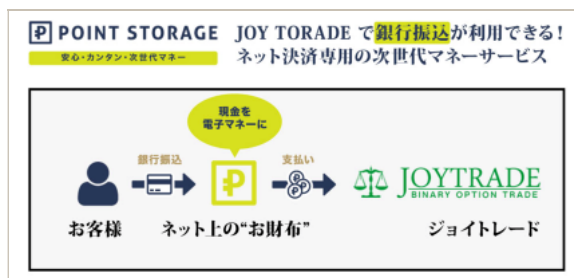 POINT STORAGE
安心・カンタン・次世代マネー
JOY TORADE で銀行振込が利用できる!
ネット決済専用の次世代マネーサービス
現金を
電子マネーに
銀行振込
支払い
JOYTRADE
BINARY OPTION TRADE
お客様
ネット上の“お財布”
ジョイトレード